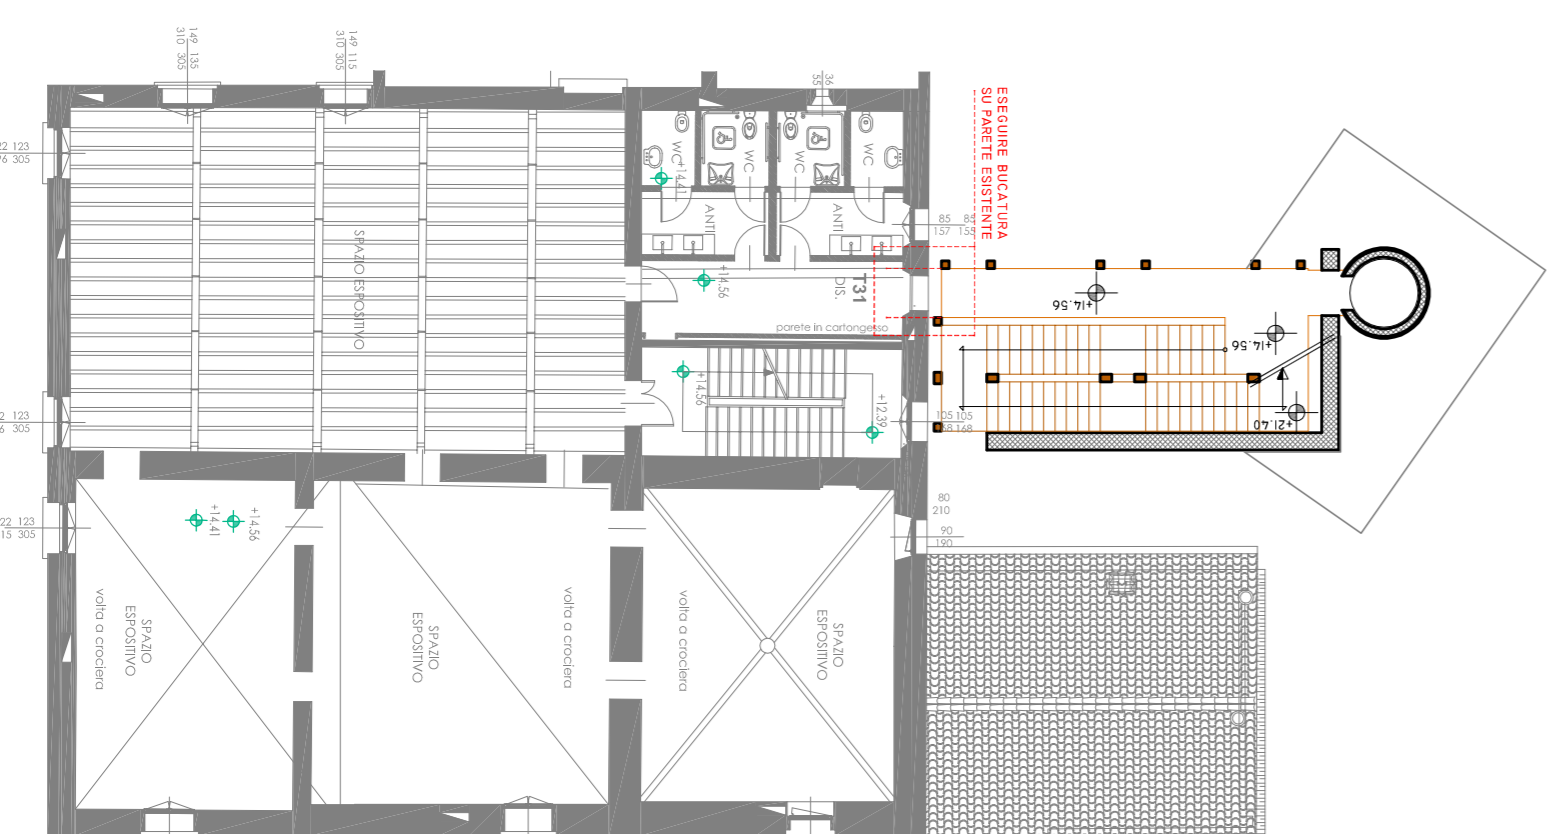 149 135
310 305
149 115
310 305
36
55
22 123
76 305
WC
WC
WC
WC
+14.41
ANTI
ANTI
85 85
157 155
ESEGUIRE BUCATURA
SU PARETE ESISTENTE
SPAZIO ESPOSITIVO
+14.56
DIS.
T31
parete in cartongesso
+14.56
+14.56
+21.40
+14.56
+12.39
105 105
168 168
2 123
6 305
80
210
90
190
22 123
15 305
+14.41
+14.56
volta a crociera
SPAZIO
ESPOSITIVO
SPAZIO
ESPOSITIVO
volta a crociera
volta a crociera
SPAZIO
ESPOSITIVO